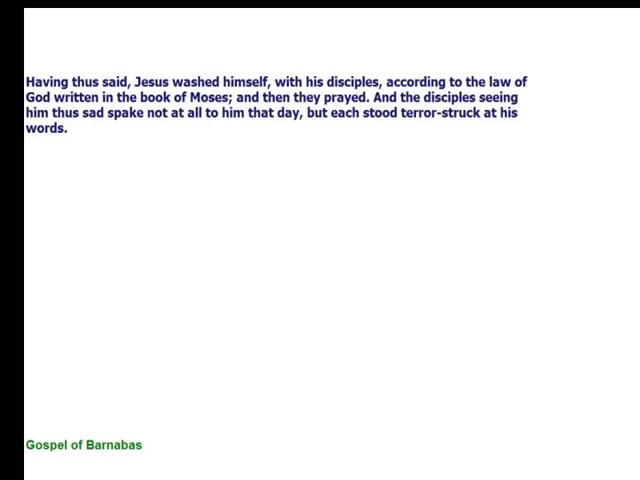 Having thus said, Jesus washed himself, with his disciples, according to the law of
God written in the book of Moses; and then they prayed. And the disciples seeing
him thus sad spake not at all to him that day, but each stood terror-struck at his
words.
Gospel of Barnabas